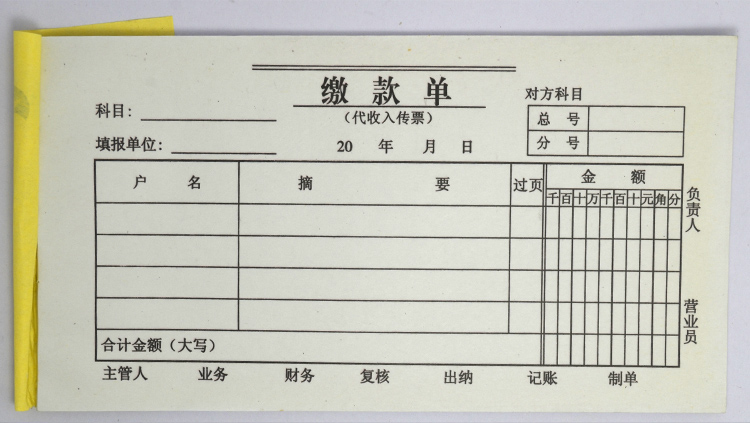 缴款单
(代收入传票)
对方科目
科目:
总号
分号
填报单位:
20 年 月 日
户名 摘要 过页 金额
千百十万千百十元角分
负责人
营业员
合计金额(大写)
主管人 业务 财务 复核 出纳 记账 制单